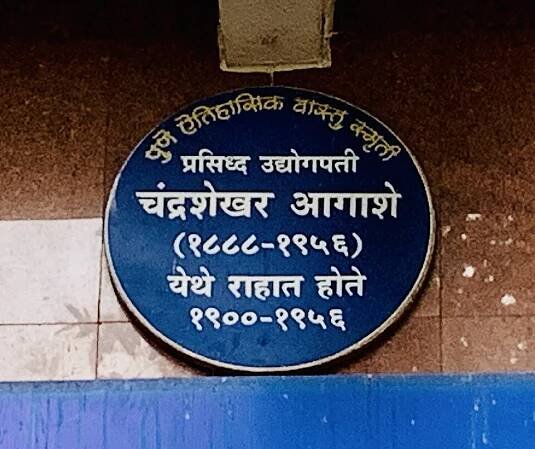 पुणे ऐतिहासिक वास्तु स्मृती
प्रसिध्द उद्योगपती
चंद्रशेखर आगाशे
(१८८८-१९५६)
येथे राहात होते
१९००-१९५६